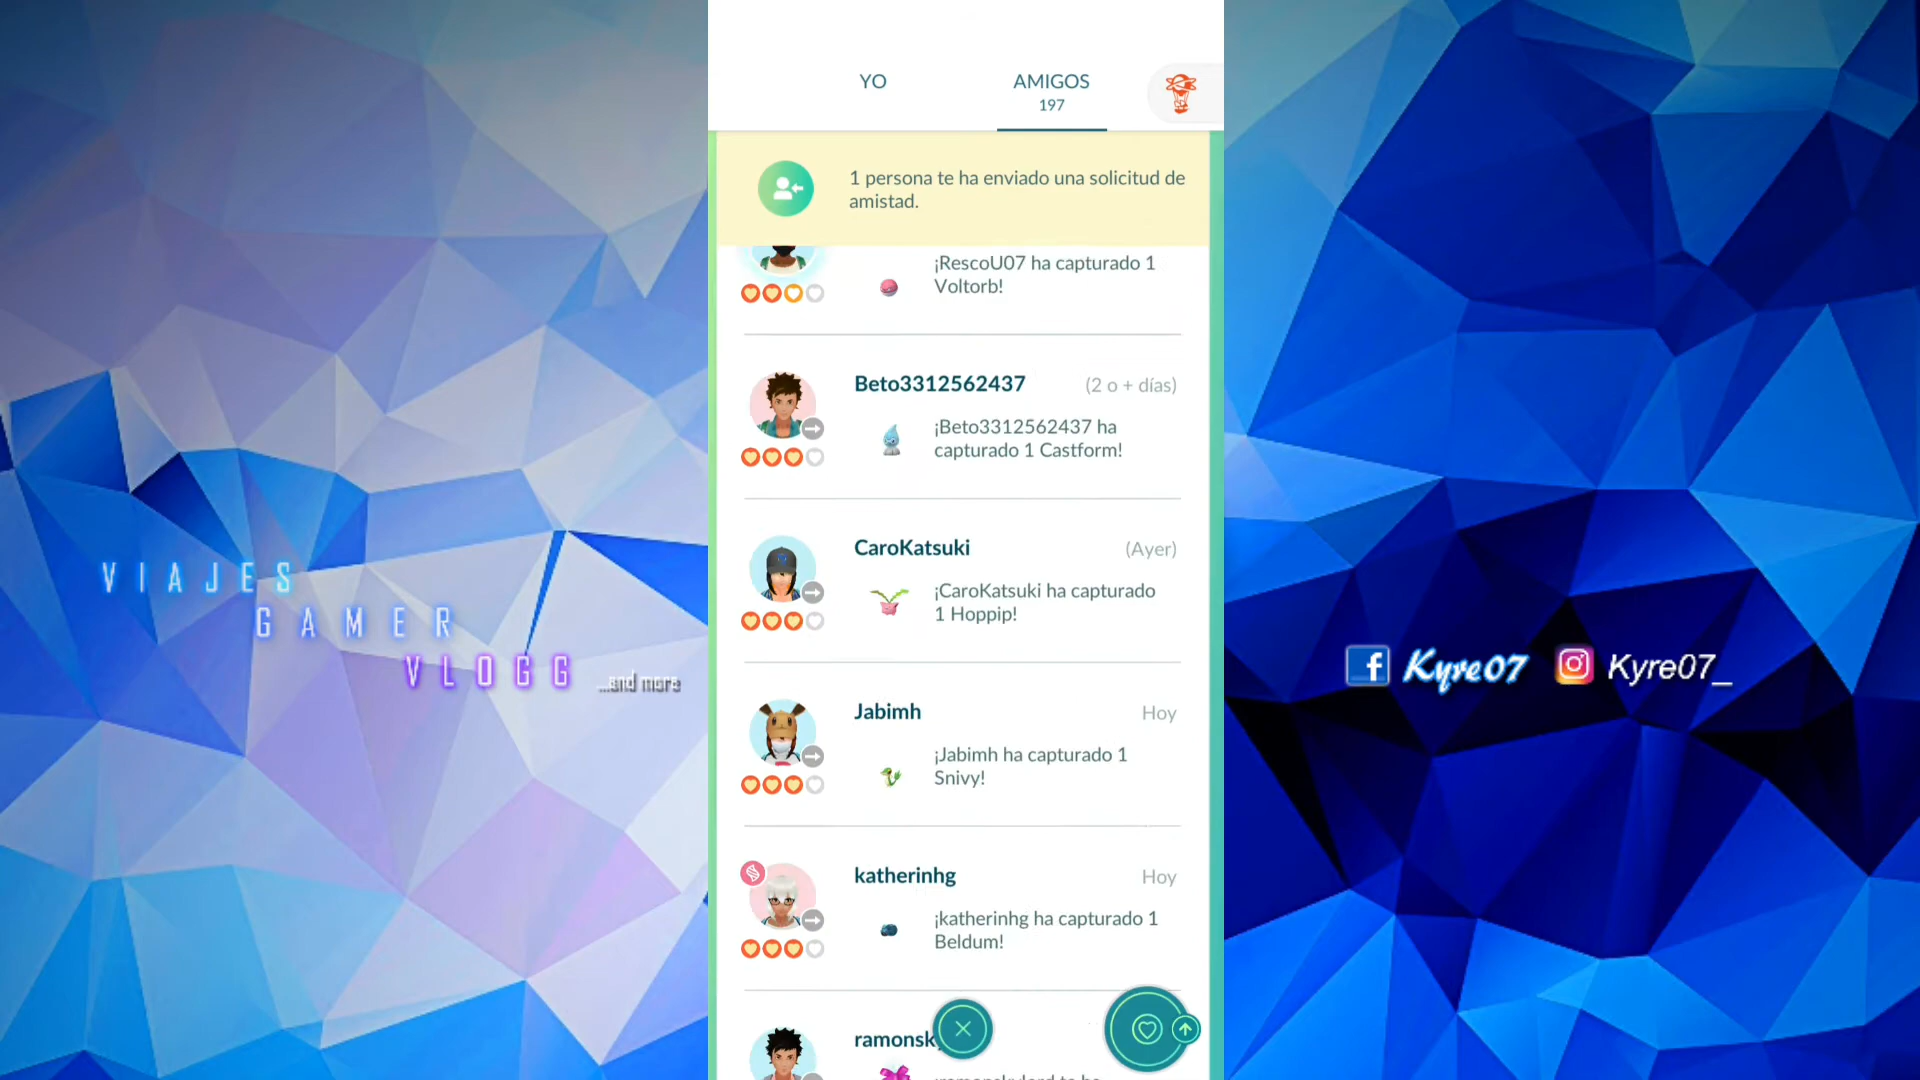 YO
AMIGOS
197
1 persona te ha enviado una solicitud de
amistad.
¡RescoU07 ha capturado 1
Voltorb!
Beto3312562437
(2 o + días)
¡Beto3312562437 ha
capturado 1 Castform!
CaroKatsuki
(Ayer)
¡CaroKatsuki ha capturado
1 Hoppip!
Jabimh
Hoy
¡Jabimh ha capturado 1
Snivy!
katherinhg
Hoy
¡katherinhg ha capturado 1
Beldum!
VIAJES
GAMER
VLOGG
...and more
Kyre07
Kyre07_